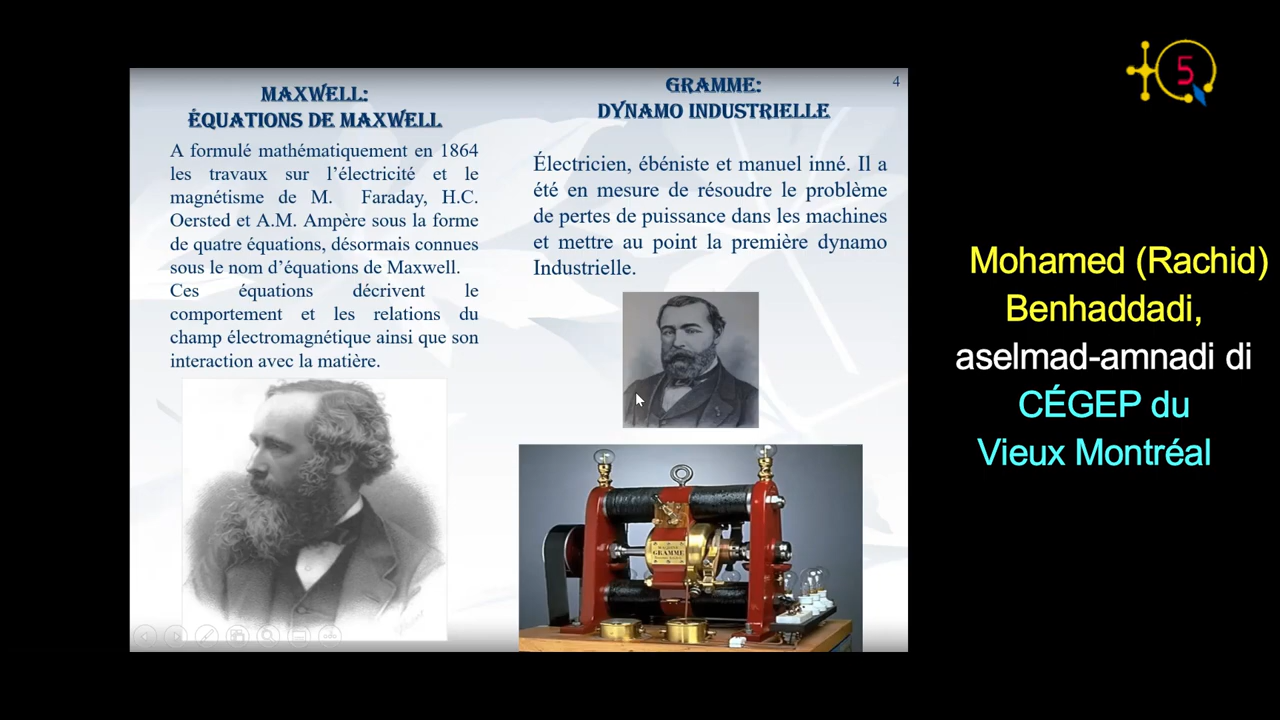 5
4
MAXWELL:
ÉQUATIONS DE MAXWELL
A formulé mathématiquement en 1864
les travaux sur l'électricité et le
magnétisme de M. Faraday, H.C.
Oersted et A.M. Ampère sous la forme
de quatre équations, désormais connues
sous le nom d'équations de Maxwell.
Ces équations décrivent le
comportement et les relations du
champ électromagnétique ainsi que son
interaction avec la matière.
GRAMME:
DYNAMO INDUSTRIELLE
Électricien, ébéniste et manuel inné. Il a
été en mesure de résoudre le problème
de pertes de puissance dans les machines
et mettre au point la première dynamo
Industrielle.
GRAMME
Mohamed (Rachid)
Benhaddadi,
aselmad-amnadi di
CÉGEP du
Vieux Montréal